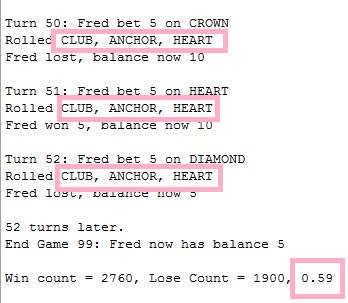 Turn 50: Fred bet 5 on CROWN
Rolled CLUB, ANCHOR, HEART
Fred lost, balance now 10
Turn 51: Fred bet 5 on HEART
Rolled CLUB, ANCHOR, HEART
Fred won 5, balance now 10
Turn 52: Fred bet 5 on DIAMOND
Rolled CLUB, ANCHOR, HEART
Fred lost, balance now 5
52 turns later.
End Game 99: Fred now has balance 5
Win count = 2760, Lose Count = 1900, 0.59